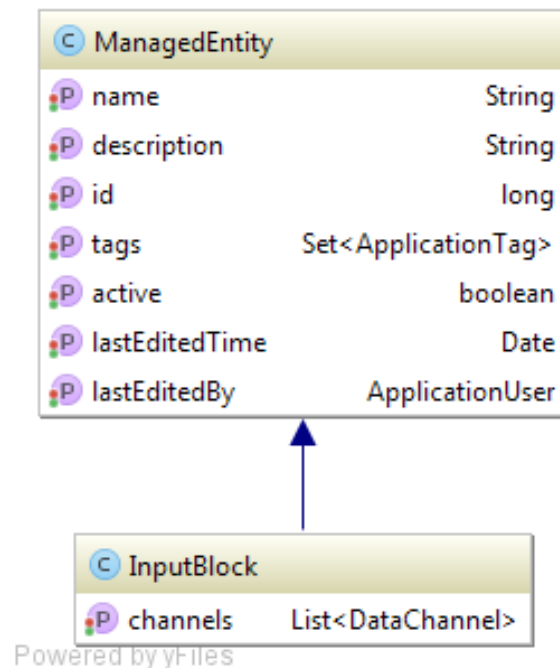 C ManagedEntity
P name String
P description String
P id long
P tags Set<ApplicationTag>
P active boolean
P lastEditedTime Date
P lastEditedBy ApplicationUser
C InputBlock
P channels List<DataChannel>
Powered by yFiles